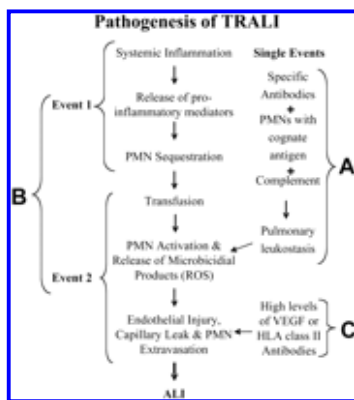 Pathogenesis of TRALI
Systemic Inflammation
Release of pro-
inflammatory mediators
PMN Sequestration
Transfusion
PMN Activation &
Release of Microbicidial
Products (ROS)
Endothelial Injury,
Capillary Leak & PMN
Extravasation
ALI
Event 1
Event 2
B
Single Events
Specific
Antibodies
+
PMNs with
cognate
antigen
+
Complement
Pulmonary
leukostasis
A
High levels
of VEGF or
HLA class II
Antibodies
C